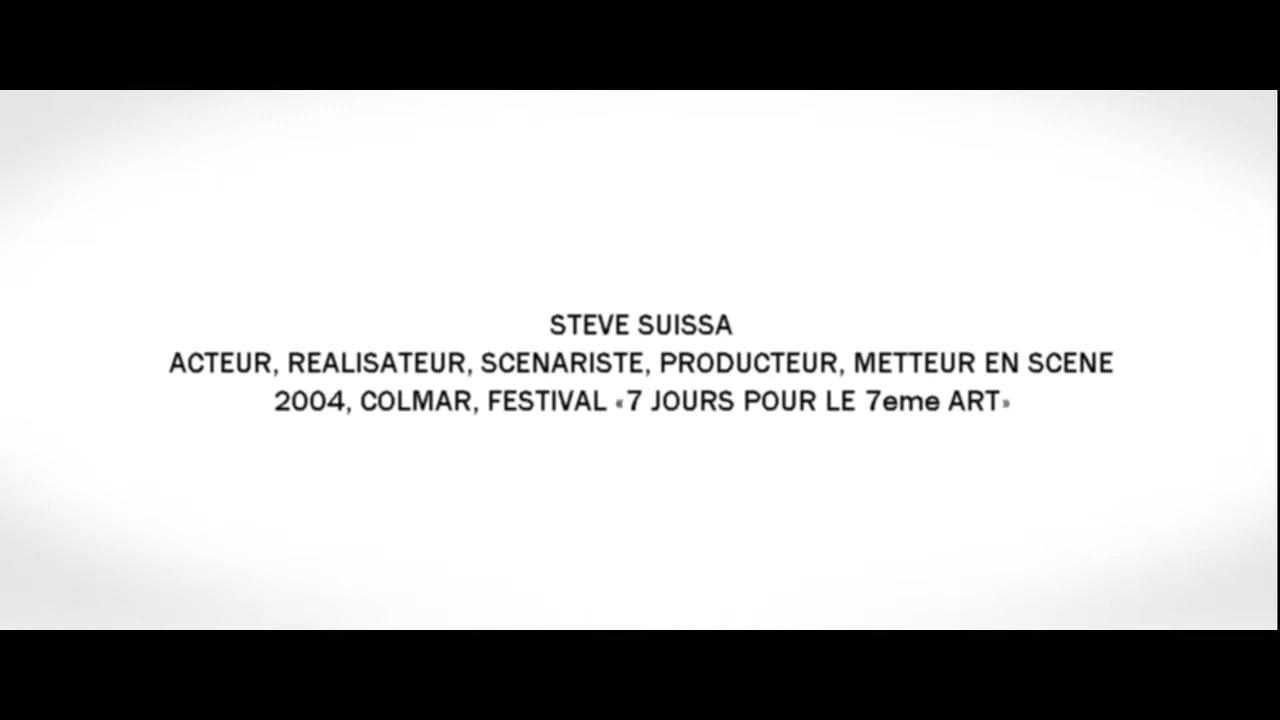 STEVE SUISSA
ACTEUR, REALISATEUR, SCENARISTE, PRODUCTEUR, METTEUR EN SCENE
2004, COLMAR, FESTIVAL «7 JOURS POUR LE 7eme ART»